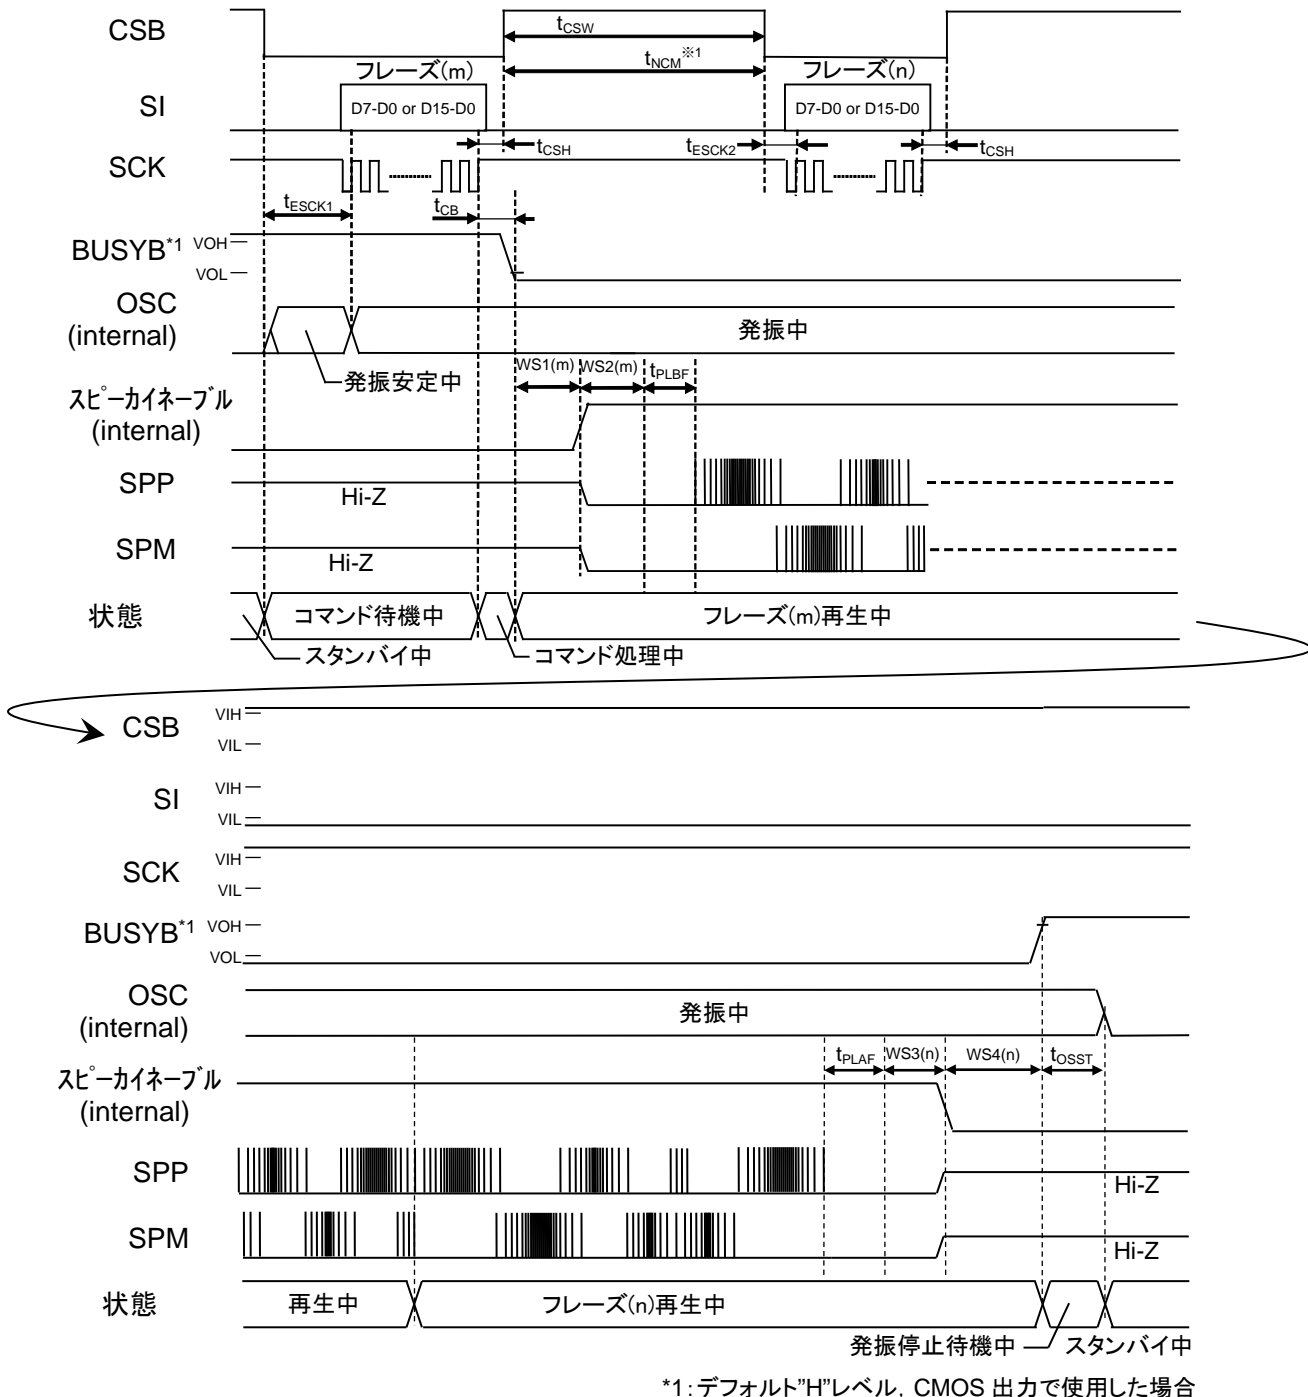 CSB
tCSW
tNCM※1
フレーズ(m)
フレーズ(n)
SI
D7-D0 or D15-D0
D7-D0 or D15-D0
tCSH
tESCK2
tCSH
SCK
tESCK1
tCB
BUSYB*1
VOH
VOL
OSC
(internal)
発振中
発振安定中
WS1(m)
WS2(m)
tPLBF
スピーカイネーブル
(internal)
SPP
Hi-Z
SPM
Hi-Z
状態
コマンド待機中
フレーズ(m)再生中
スタンバイ中
コマンド処理中
CSB
VIH
VIL
SI
VIH
VIL
SCK
VIH
VIL
BUSYB*1
VOH
VOL
OSC
(internal)
発振中
tPLAF
WS3(n)
WS4(n)
tOSST
スピーカイネーブル
(internal)
SPP
Hi-Z
SPM
Hi-Z
状態
再生中
フレーズ(n)再生中
発振停止待機中
スタンバイ中
*1:デフォルト”H”レベル, CMOS 出力で使用した場合